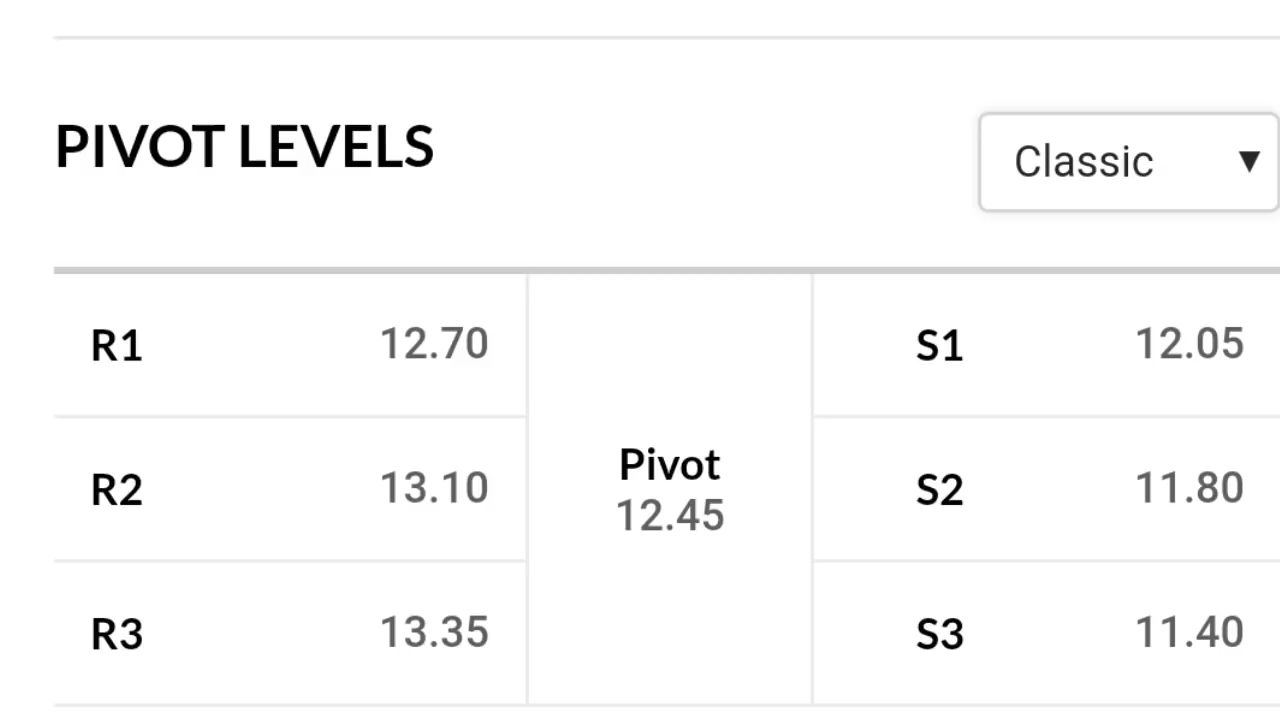 PIVOT LEVELS
Classic ▼
R1 12.70 S1 12.05
Pivot
R2 13.10 12.45 S2 11.80
R3 13.35 S3 11.40